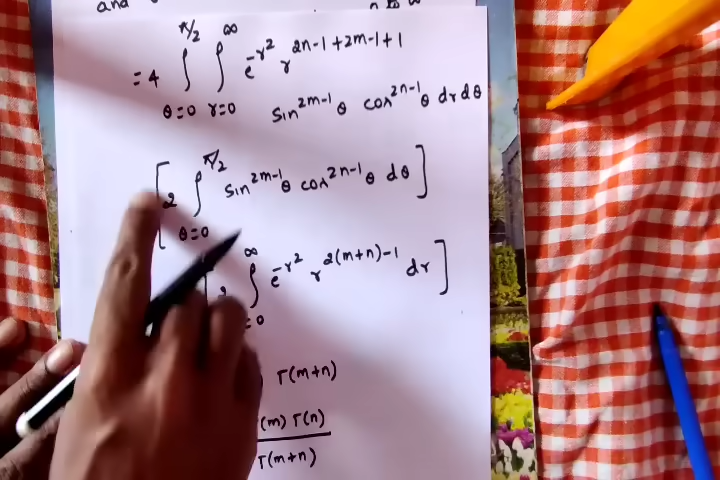 and
= 4 ∫_{θ=0}^{π/2} ∫_{r=0}^{∞} e^{-r²} r^{2n-1+2m-1+1}
sin^{2m-1}θ cos^{2n-1}θ dr dθ
[2 ∫_{θ=0}^{π/2} sin^{2m-1}θ cos^{2n-1}θ dθ]
[2 ∫_{=0}^{∞} e^{-r²} r^{2(m+n)-1} dr]
) Γ(m+n)
(m) Γ(n)
Γ(m+n)